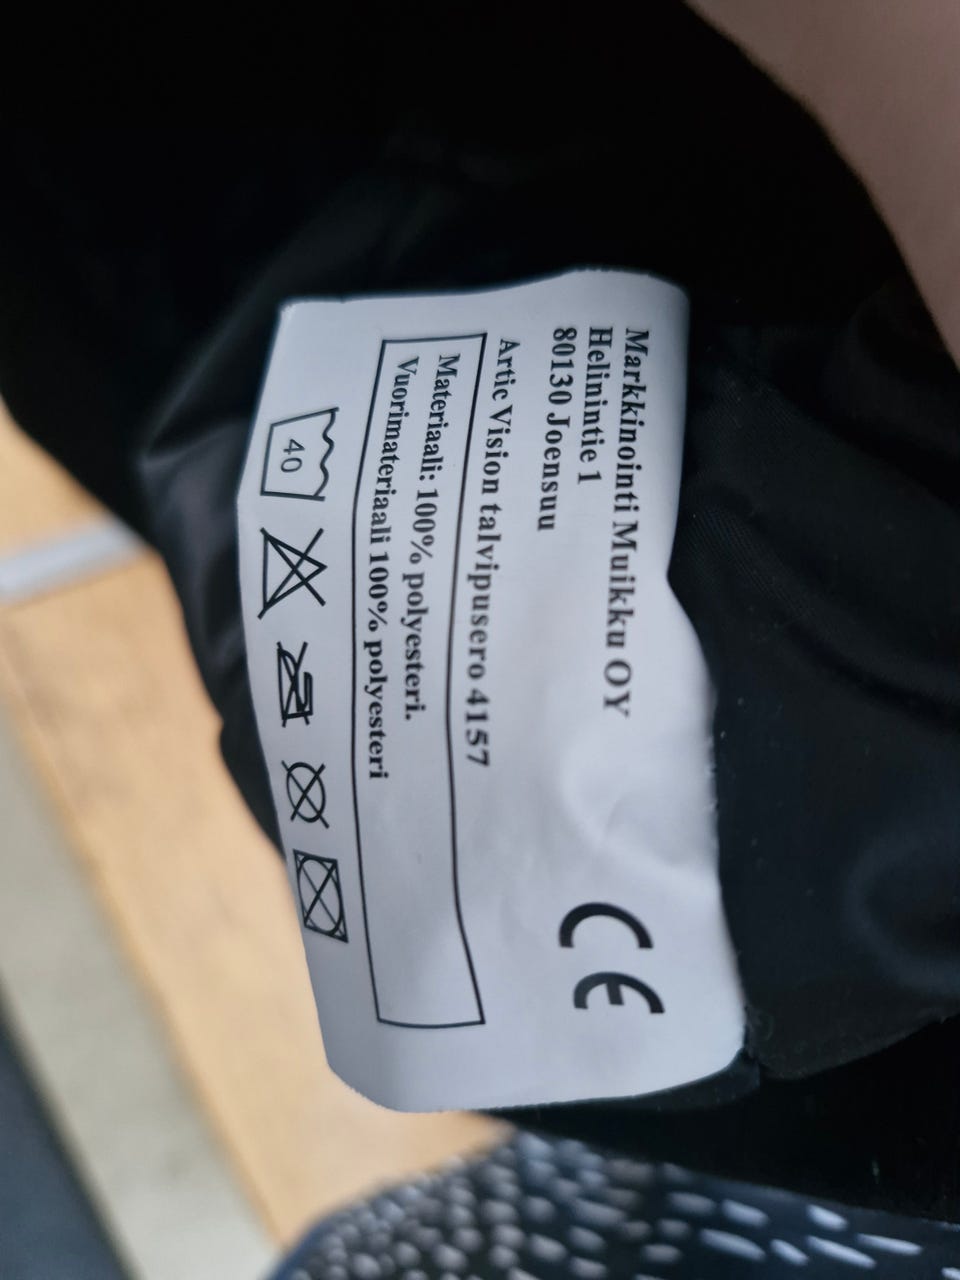 Markkinointi Muikku OY
Helinintie 1
80130 Joensuu
CE
Artic Vision talvipusero 4157
Materiaali: 100% polyesteri.
Vuorimateriaali 100% polyesteri
40